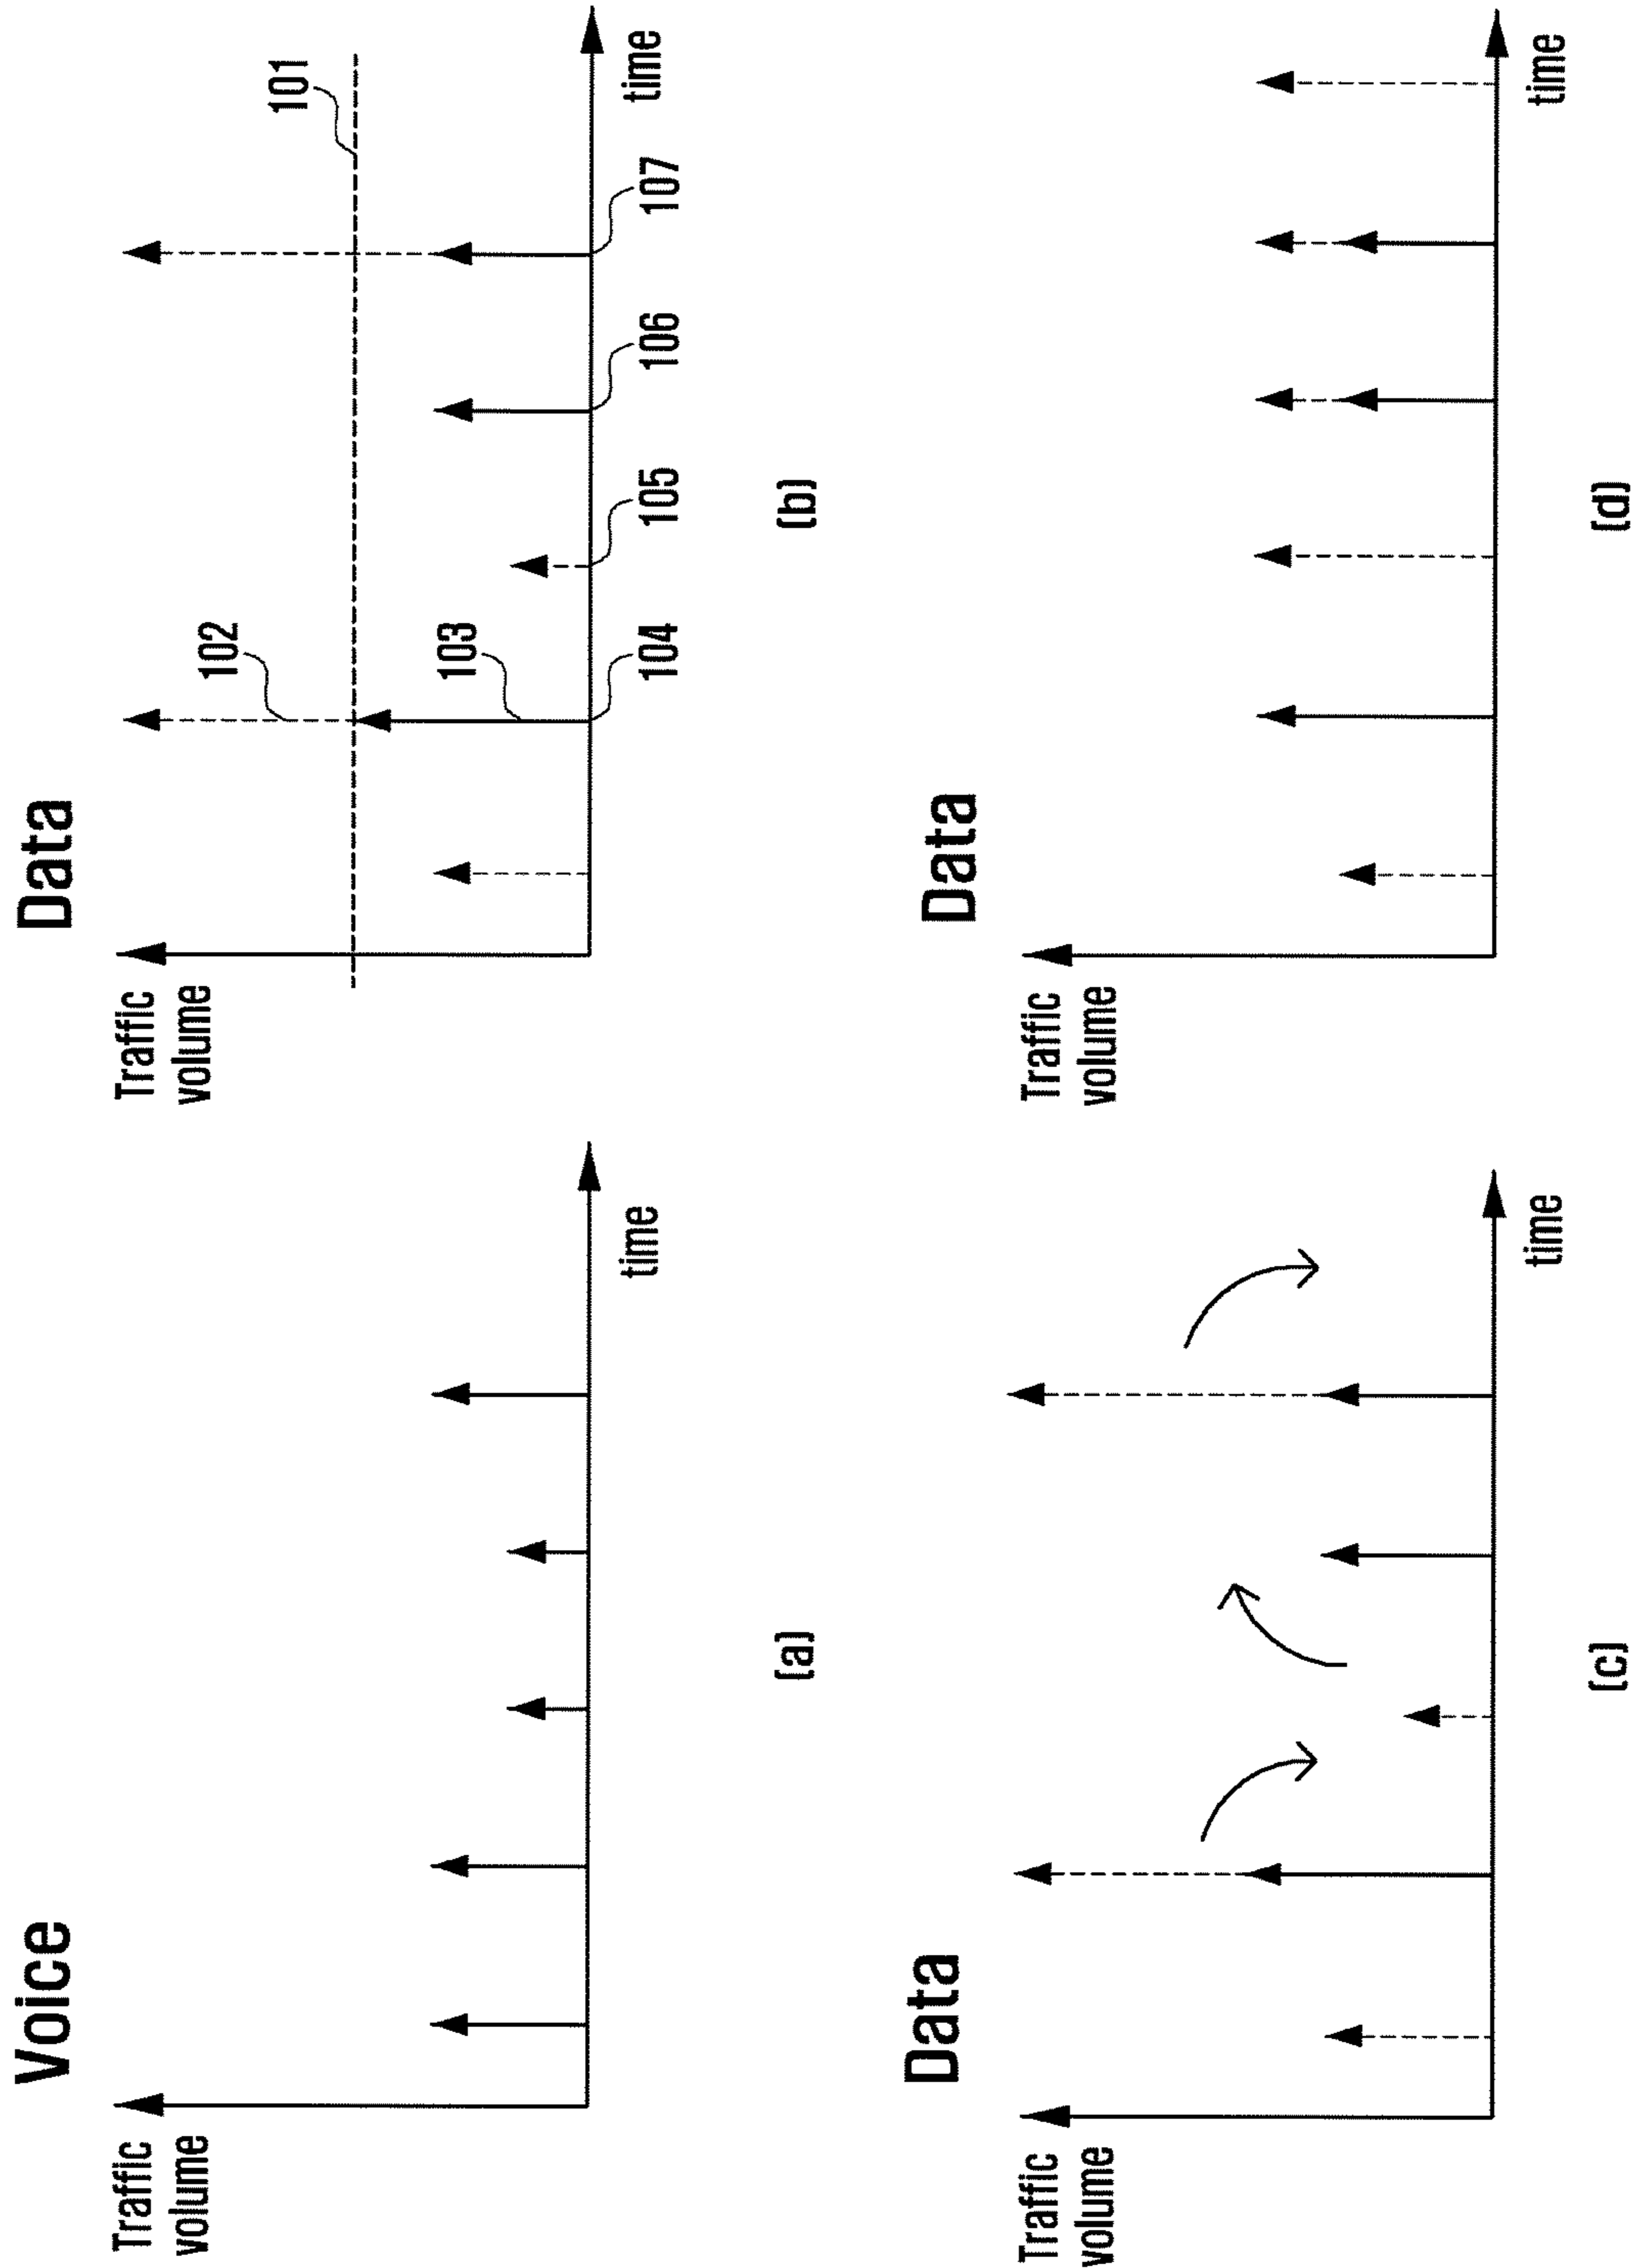 Voice
Traffic
volume
time
(a)
Data
Traffic
volume
101
102
103
104
105
106
107
time
(b)
Data
Traffic
volume
time
(c)
Data
Traffic
volume
time
(d)